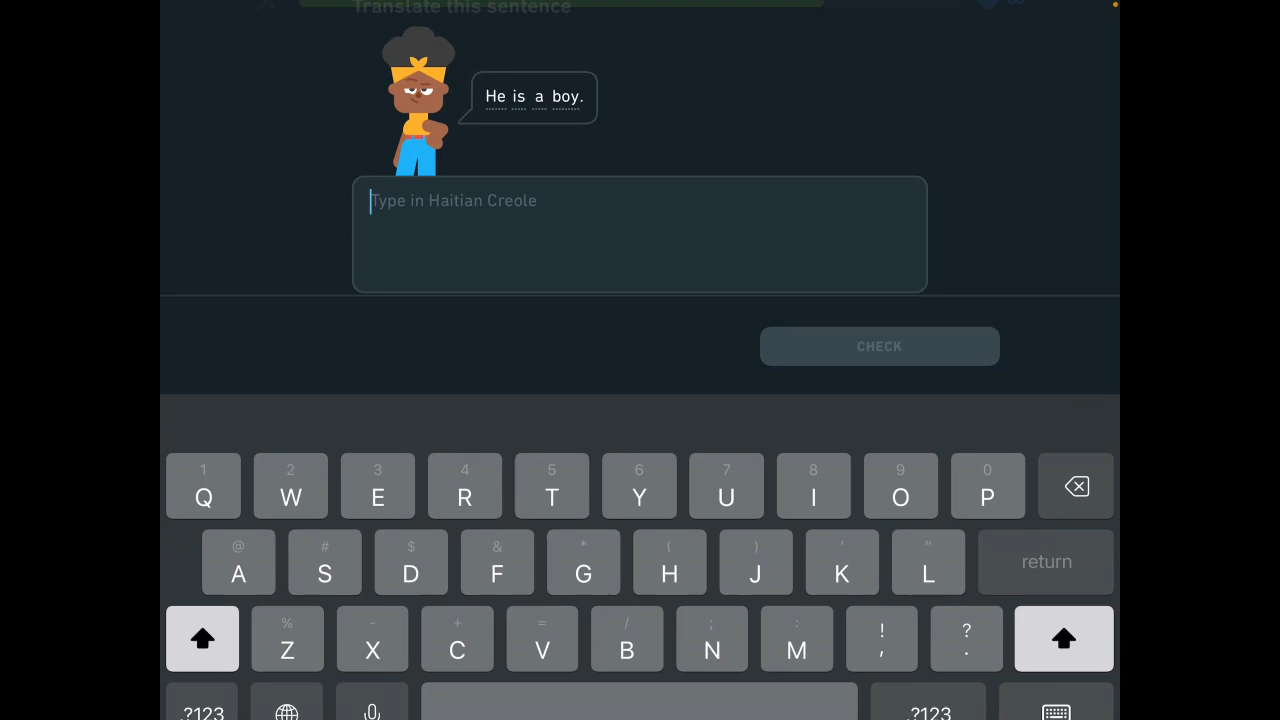 Translate this sentence
He is a boy.
Type in Haitian Creole
CHECK
1 2 3 4 5 6 7 8 9 0
Q W E R T Y U I O P
@ # $ & * ( ) ' "
A S D F G H J K L return
% - + = / ; : ! ?
Z X C V B N M , .
.?123 .?123